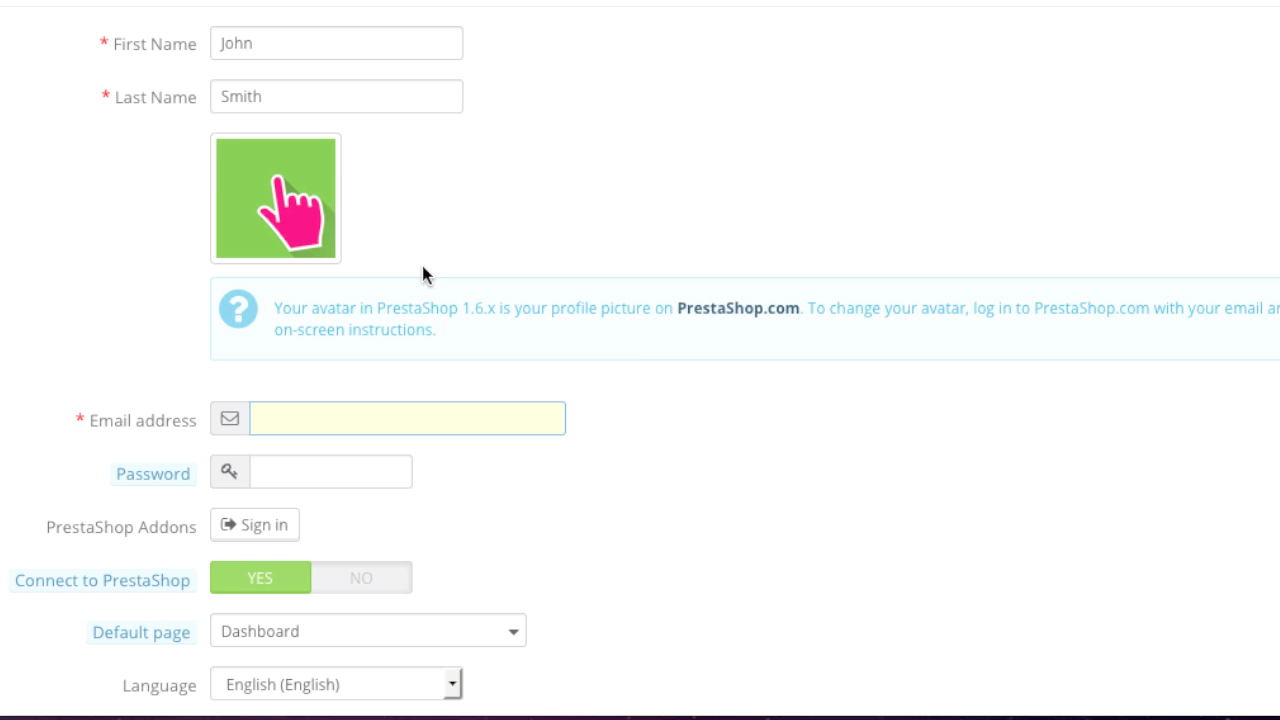 * First Name John
* Last Name Smith
Your avatar in PrestaShop 1.6.x is your profile picture on PrestaShop.com. To change your avatar, log in to PrestaShop.com with your email
on-screen instructions.
* Email address
Password
PrestaShop Addons Sign in
Connect to PrestaShop YES NO
Default page Dashboard
Language English (English)